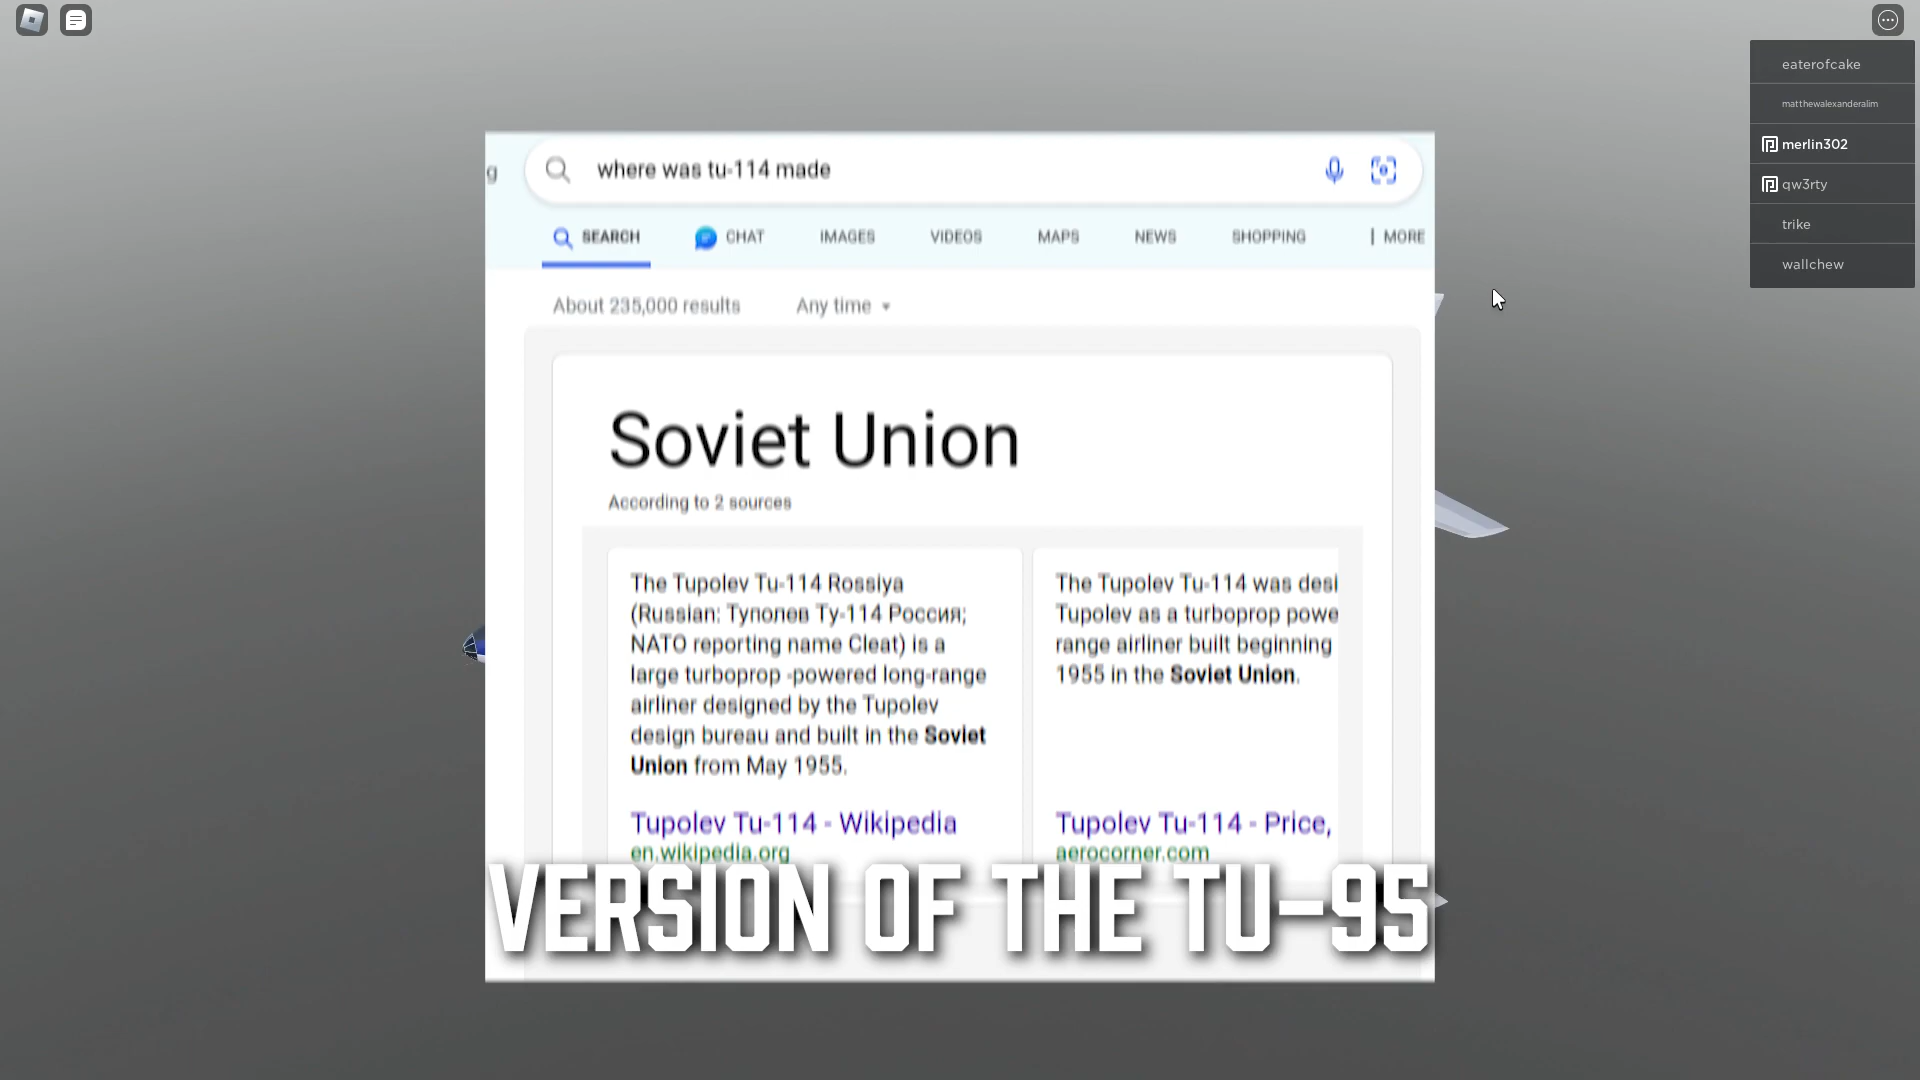 eaterofcake
matthewalexanderalim
merlin302
qw3rty
trike
wallchew
g
where was tu-114 made
SEARCH
CHAT
IMAGES
VIDEOS
MAPS
NEWS
SHOPPING
MORE
About 235,000 results
Any time
Soviet Union
According to 2 sources
The Tupolev Tu-114 Rossiya
(Russian: Туполев Ту-114 Россия;
NATO reporting name Cleat) is a
large turboprop -powered long-range
airliner designed by the Tupolev
design bureau and built in the Soviet
Union from May 1955.
Tupolev Tu-114 - Wikipedia
en.wikipedia.org
The Tupolev Tu-114 was desi
Tupolev as a turboprop powe
range airliner built beginning
1955 in the Soviet Union.
Tupolev Tu-114 - Price,
aerocorner.com
VERSION OF THE TU-95